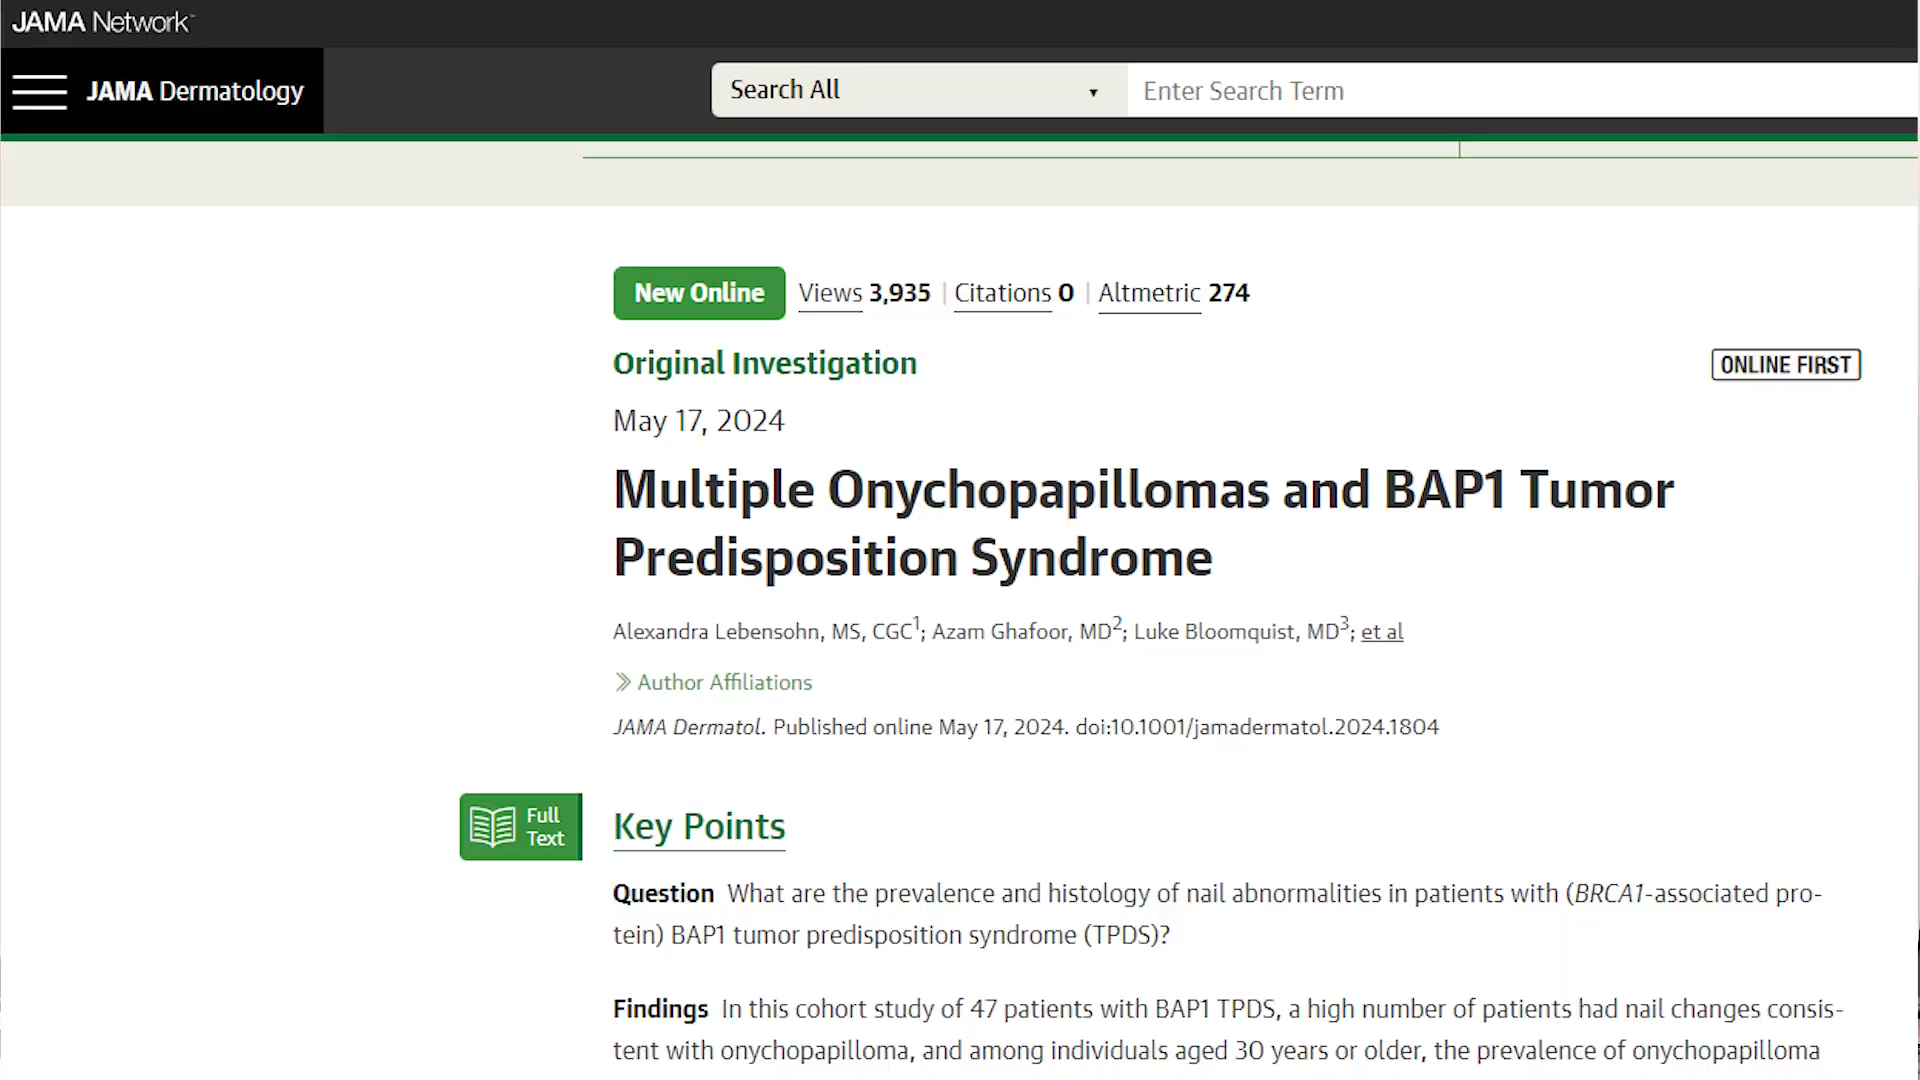 JAMA Network
JAMA Dermatology
Search All
Enter Search Term
New Online Views 3,935 | Citations 0 | Altmetric 274
Original Investigation
ONLINE FIRST
May 17, 2024
Multiple Onychopapillomas and BAP1 Tumor
Predisposition Syndrome
Alexandra Lebensohn, MS, CGC1; Azam Ghafoor, MD2; Luke Bloomquist, MD3; et al
Author Affiliations
JAMA Dermatol. Published online May 17, 2024. doi:10.1001/jamadermatol.2024.1804
Full
Text
Key Points
Question What are the prevalence and histology of nail abnormalities in patients with (BRCA1-associated pro-
tein) BAP1 tumor predisposition syndrome (TPDS)?
Findings In this cohort study of 47 patients with BAP1 TPDS, a high number of patients had nail changes consis-
tent with onychopapilloma, and among individuals aged 30 years or older, the prevalence of onychopapilloma